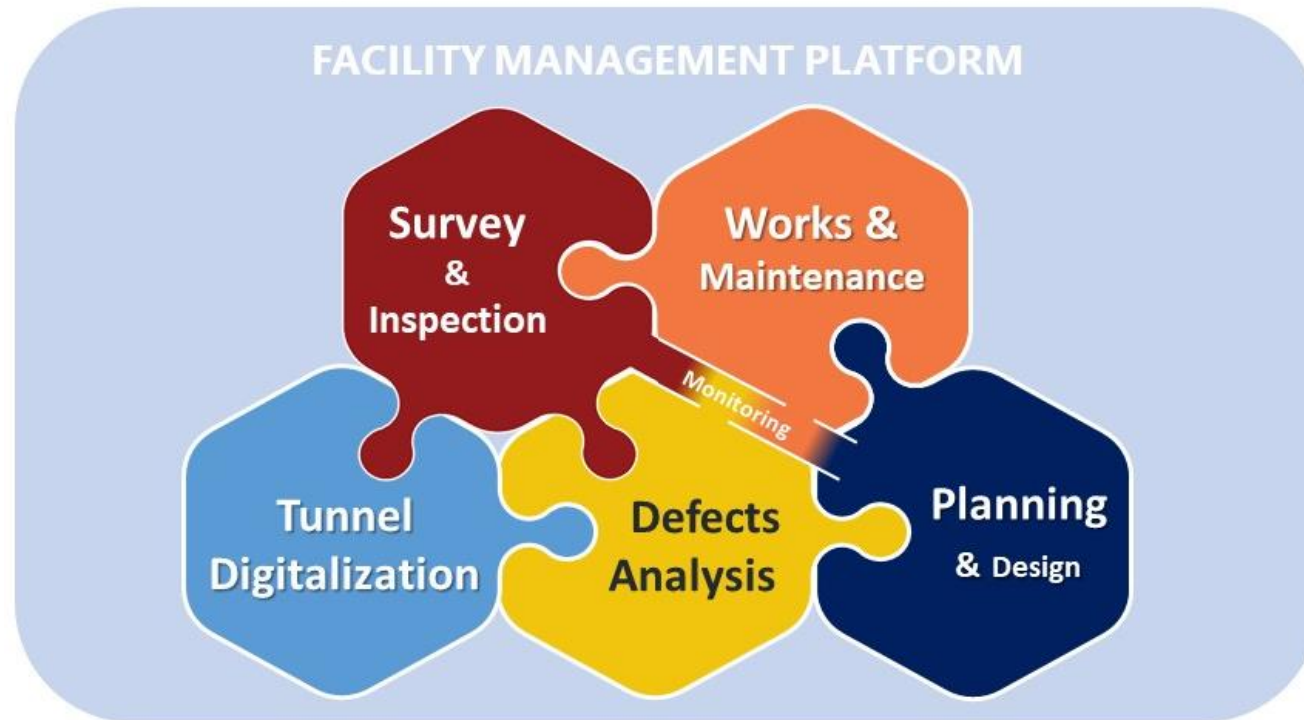 FACILITY MANAGEMENT PLATFORM
Survey
&
Inspection
Works &
Maintenance
Monitoring
Tunnel
Digitalization
Defects
Analysis
Planning
& Design